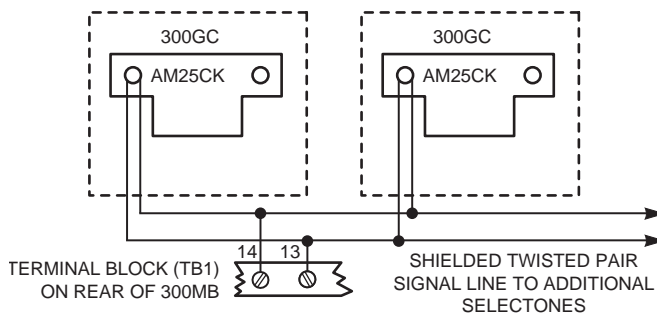 300GC
300GC
AM25CK
AM25CK
14 13
TERMINAL BLOCK (TB1)
ON REAR OF 300MB
SHIELDED TWISTED PAIR
SIGNAL LINE TO ADDITIONAL
SELECTONES